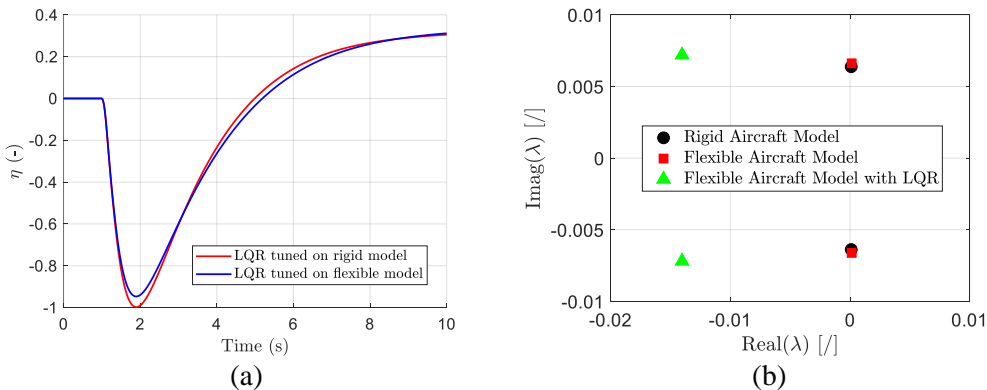 0.4
0.2
0
-0.2
-0.4
-0.6
-0.8
-1
η (-)
0 2 4 6 8 10
Time (s)
LQR tuned on rigid model
LQR tuned on flexible model
(a)
0.01
0.005
0
-0.005
-0.01
Imag(λ) [/]
Rigid Aircraft Model
Flexible Aircraft Model
Flexible Aircraft Model with LQR
-0.02 -0.01 0 0.01
Real(λ) [/]
(b)